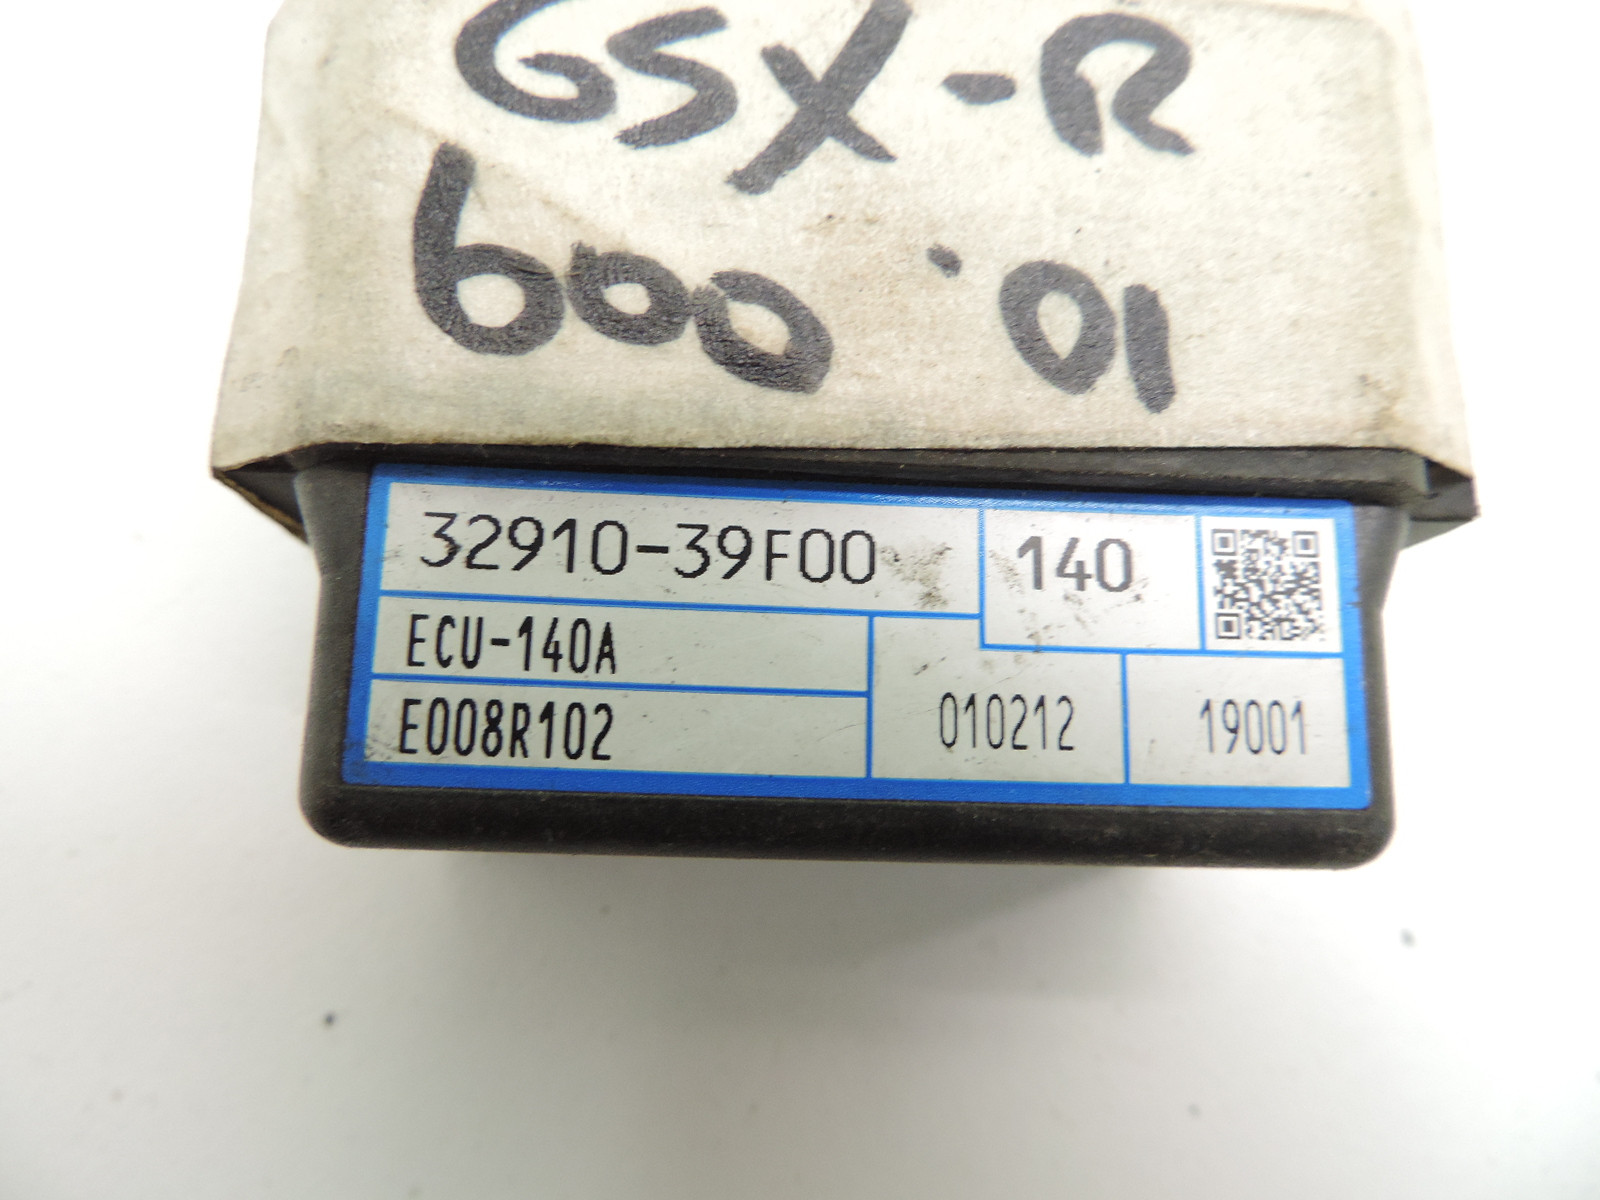 GSX-R
600 '01
32910-39F00 140
ECU-140A
E008R102 010212 19001